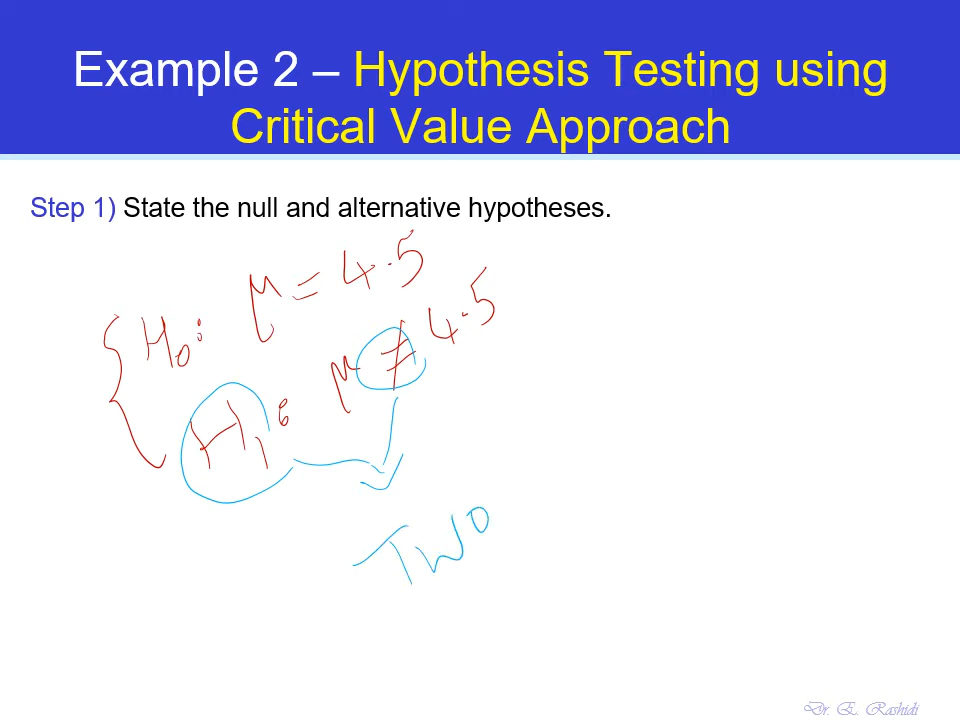 Example 2 – Hypothesis Testing using
Critical Value Approach
Step 1) State the null and alternative hypotheses.
H₀: μ = 4.5
H₁: μ ≠ 4.5
Two
Dr. E. Rashidi